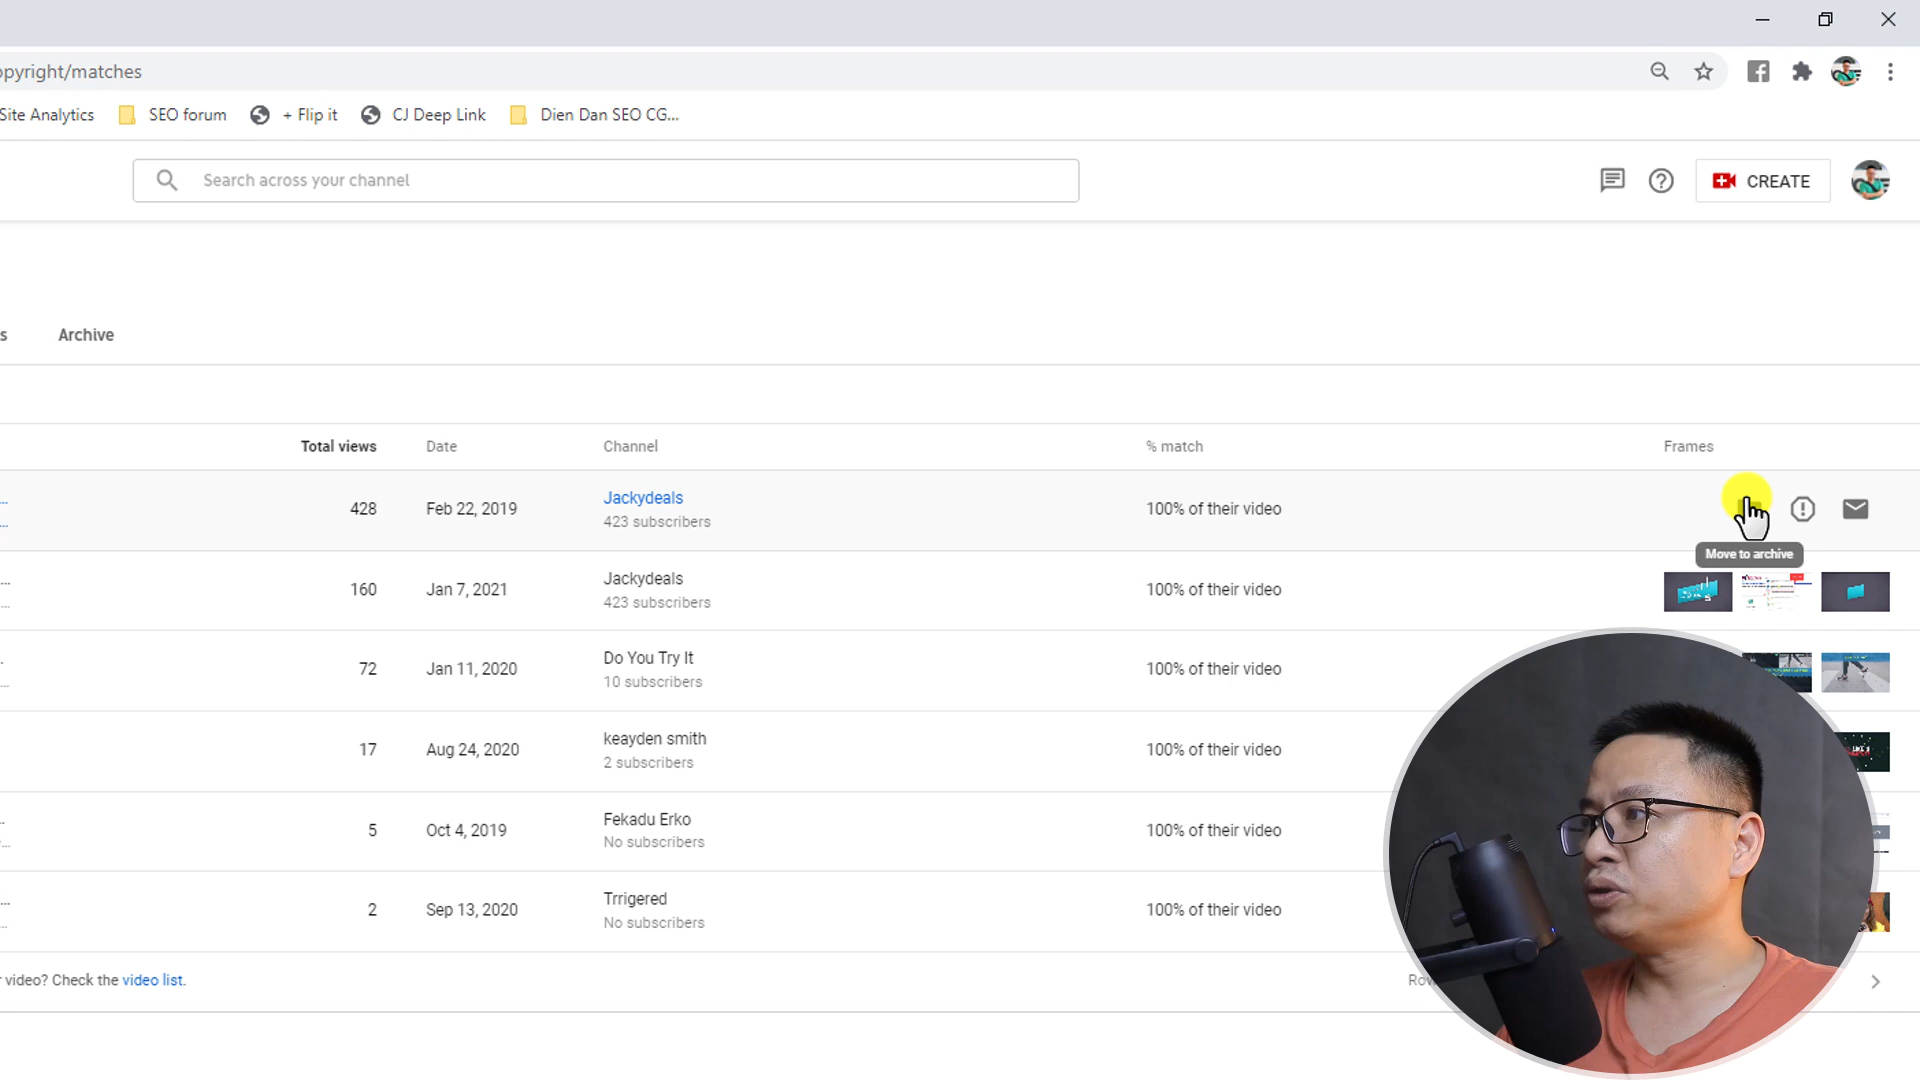 opyright/matches
Site Analytics SEO forum + Flip it CJ Deep Link Dien Dan SEO CG...
Search across your channel
CREATE
s Archive
Total views Date Channel % match Frames
... 428 Feb 22, 2019 Jackydeals 100% of their video
... 423 subscribers
Move to archive
... 160 Jan 7, 2021 Jackydeals 100% of their video
... 423 subscribers
. 72 Jan 11, 2020 Do You Try It 100% of their video
... 10 subscribers
17 Aug 24, 2020 keayden smith 100% of their video
2 subscribers
.. 5 Oct 4, 2019 Fekadu Erko 100% of their video
... No subscribers
... 2 Sep 13, 2020 Trrigered 100% of their video
.. No subscribers
video? Check the video list.